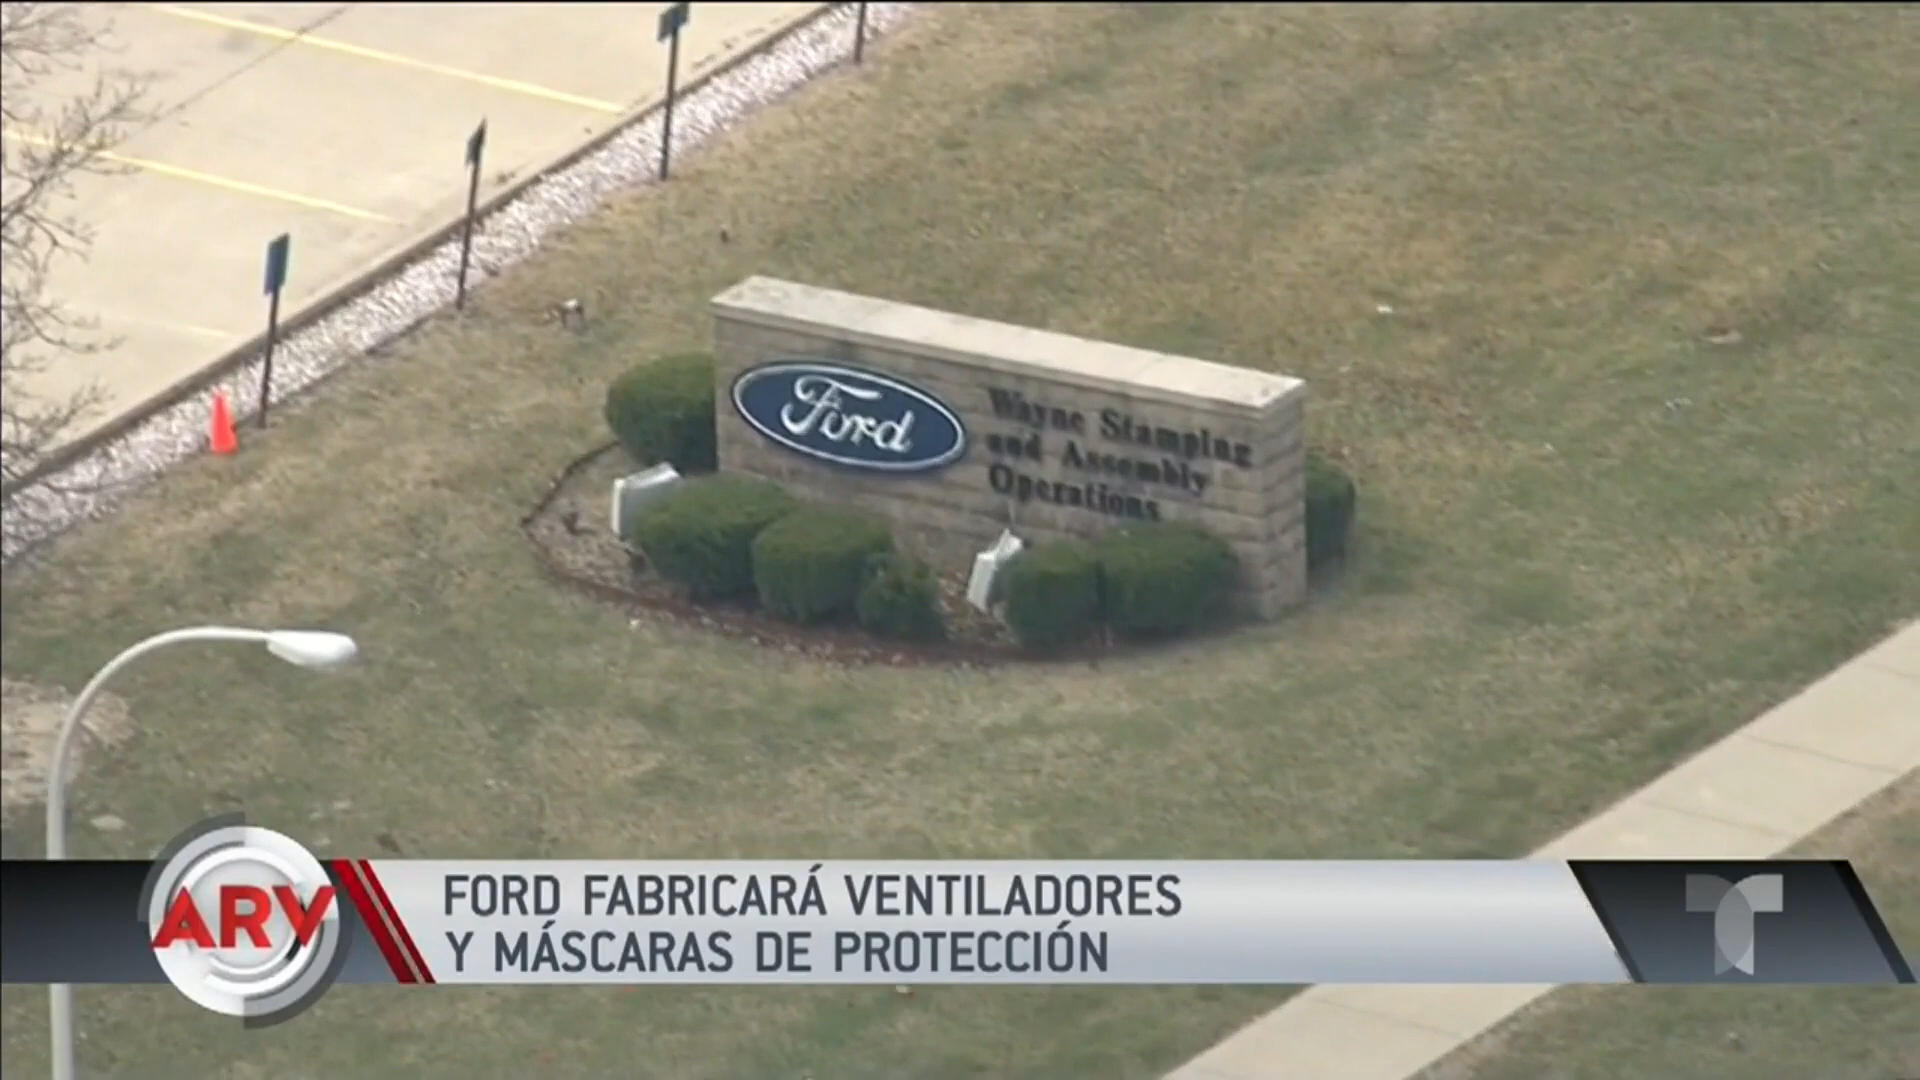 Ford
Wayne Stamping
and Assembly
Operations
ARV
FORD FABRICARÁ VENTILADORES
Y MÁSCARAS DE PROTECCIÓN